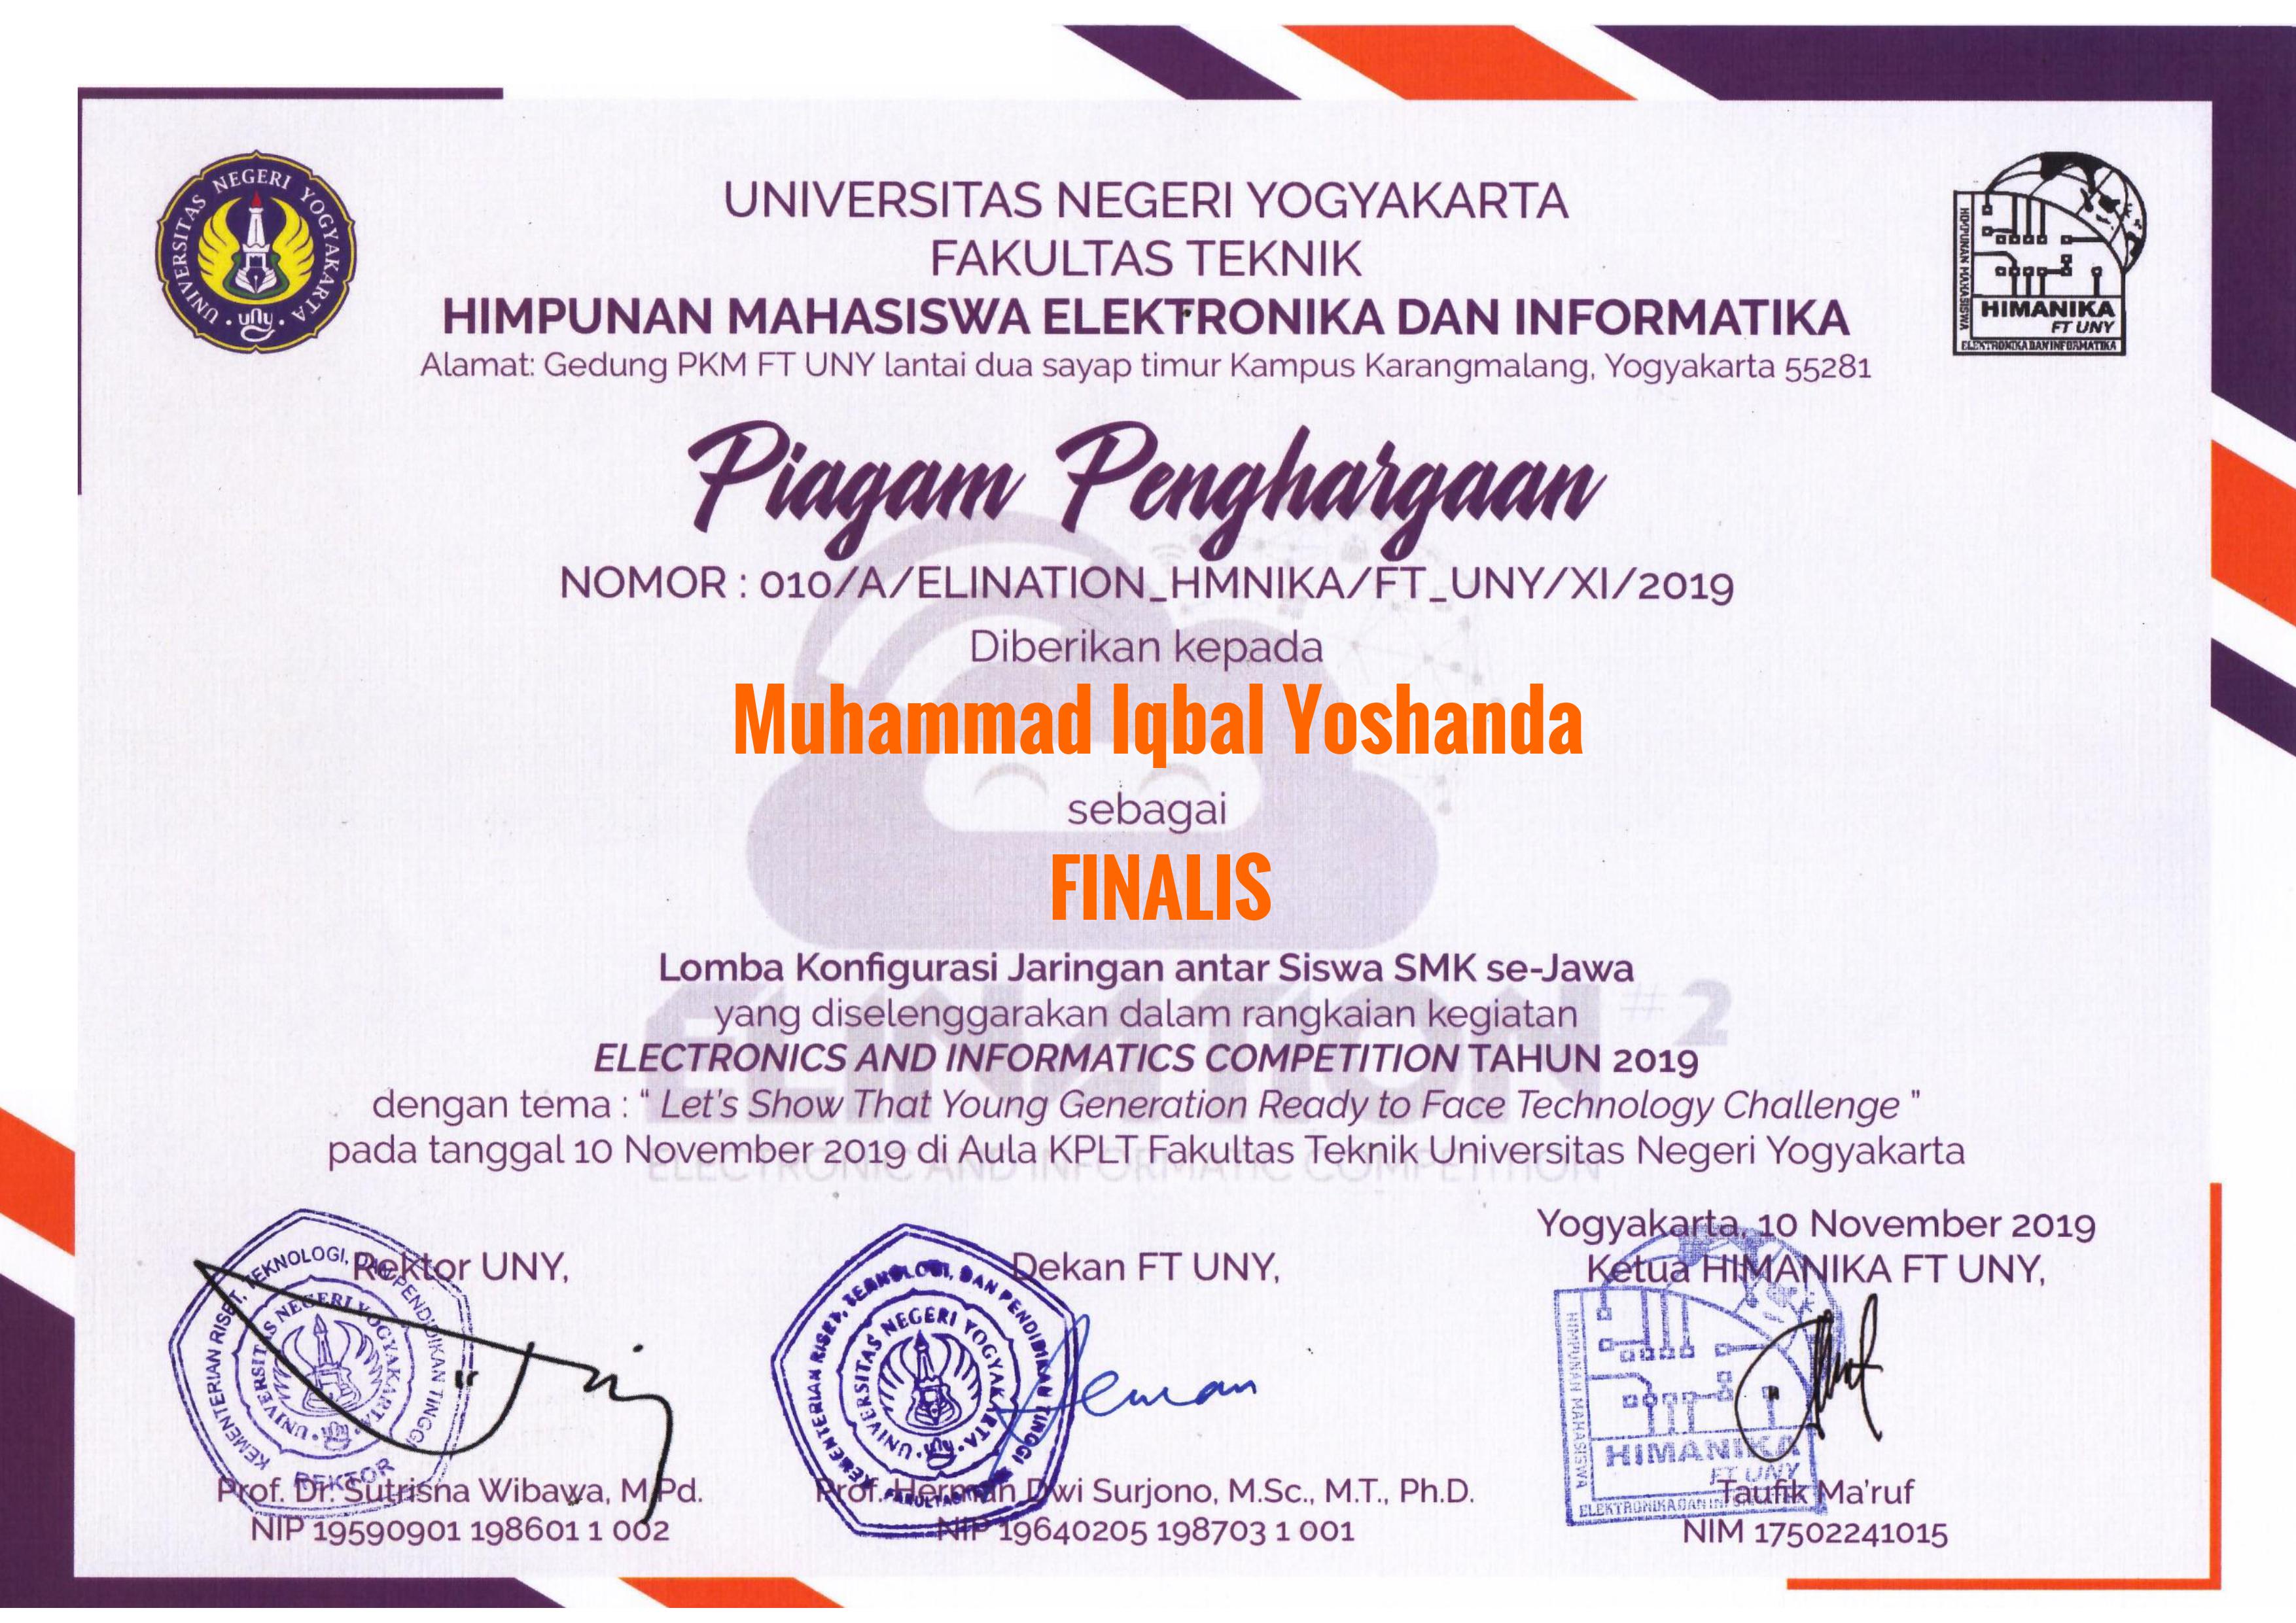 UNIVERSITAS NEGERI YOGYAKARTA
uny
UNIVERSITAS NEGERI YOGYAKARTA
FAKULTAS TEKNIK
HIMPUNAN MAHASISWA ELEKTRONIKA DAN INFORMATIKA
Alamat: Gedung PKM FT UNY lantai dua sayap timur Kampus Karangmalang, Yogyakarta 55281
HIMPUNAN MAHASISWA
HIMANIKA
FT UNY
ELEKTRONIKA DAN INFORMATIKA
Piagam Penghargaan
NOMOR : 010/A/ELINATION_HMNIKA/FT_UNY/XI/2019
Diberikan kepada
Muhammad Iqbal Yoshanda
sebagai
FINALIS
Lomba Konfigurasi Jaringan antar Siswa SMK se-Jawa
yang diselenggarakan dalam rangkaian kegiatan
ELECTRONICS AND INFORMATICS COMPETITION TAHUN 2019
dengan tema : “ Let's Show That Young Generation Ready to Face Technology Challenge ”
pada tanggal 10 November 2019 di Aula KPLT Fakultas Teknik Universitas Negeri Yogyakarta
ELINATION #2
ELECTRONIC AND INFORMATIC COMPETITION
Yogyakarta, 10 November 2019
Rektor UNY,
Dekan FT UNY,
Ketua HIMANIKA FT UNY,
KEMENTERIAN RISET, TEKNOLOGI, DAN PENDIDIKAN TINGGI
UNIVERSITAS NEGERI YOGYAKARTA
uny
REKTOR
KEMENTERIAN RISET, TEKNOLOGI, DAN PENDIDIKAN TINGGI
UNIVERSITAS NEGERI YOGYAKARTA
uny
Herman
HIMPUNAN MAHASISWA
HIMANIKA
FT UNY
Prof. Dr. Sutrisna Wibawa, M.Pd.
NIP 19590901 198601 1 002
Prof. Herman Dwi Surjono, M.Sc., M.T., Ph.D.
NIP 19640205 198703 1 001
Taufik Ma'ruf
NIM 17502241015